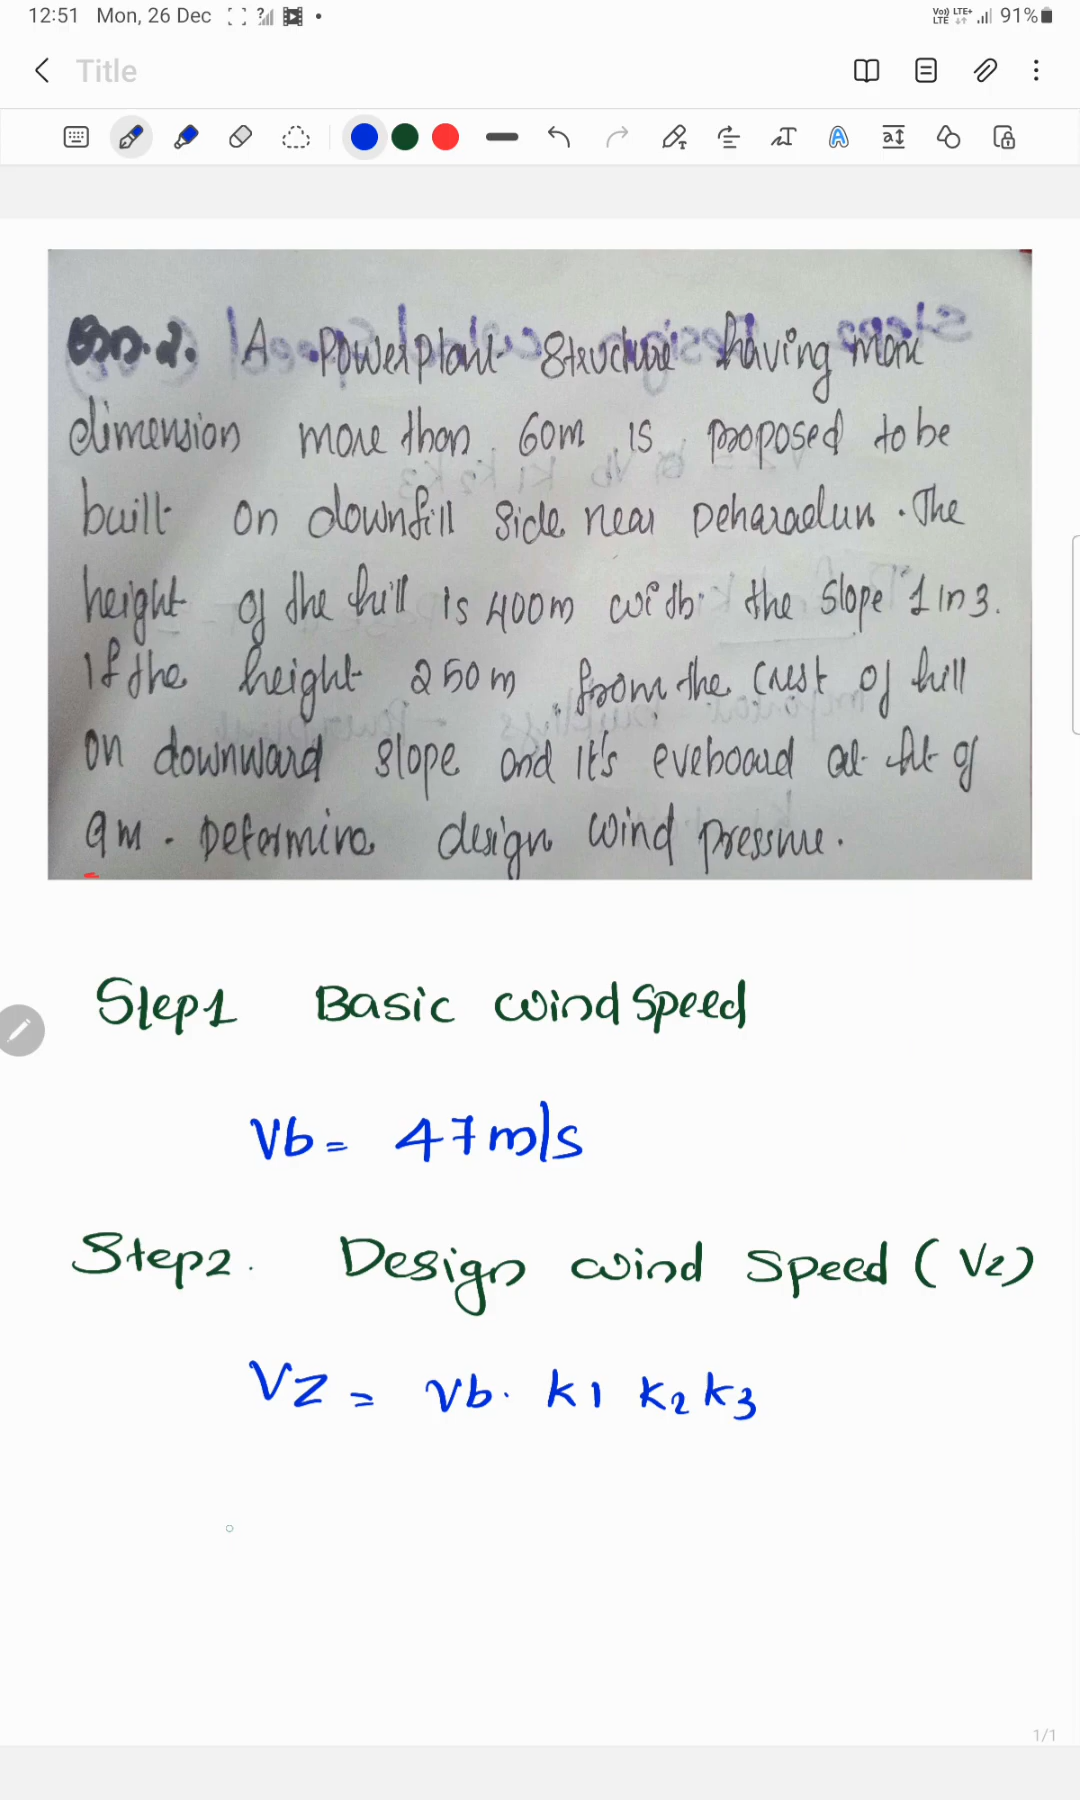 12:51 Mon, 26 Dec 91%
Title
A Powerplant Structure having max
dimension more than 60m is proposed to be
built on downfill side near Deharadun. The
height of the hill is 400m with the slope 1 in 3.
If the height 250m from the crest of hill
on downward slope and it's eveboard at ht of
9m. Determine design wind pressure.
Step1 Basic wind Speed
Vb = 47m/s
Step2. Design wind speed (Vz)
Vz = Vb. k1 k2 k3
1/1